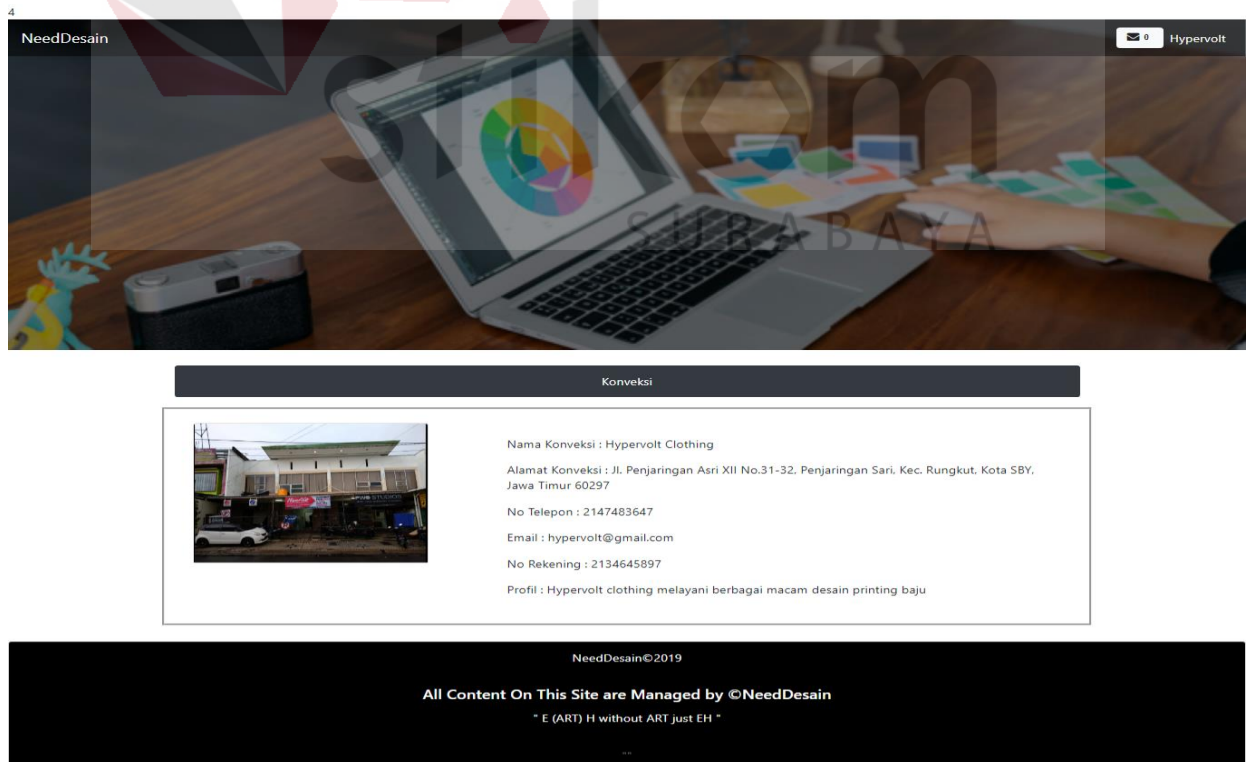 4
NeedDesain
0 Hypervolt
stikom
SURABAYA
Konveksi
Nama Konveksi : Hypervolt Clothing
Alamat Konveksi : Jl. Penjaringan Asri XII No.31-32, Penjaringan Sari, Kec. Rungkut, Kota SBY,
Jawa Timur 60297
No Telepon : 2147483647
Email : hypervolt@gmail.com
No Rekening : 2134645897
Profil : Hypervolt clothing melayani berbagai macam desain printing baju
NeedDesain©2019
All Content On This Site are Managed by ©NeedDesain
" E (ART) H without ART just EH "
""